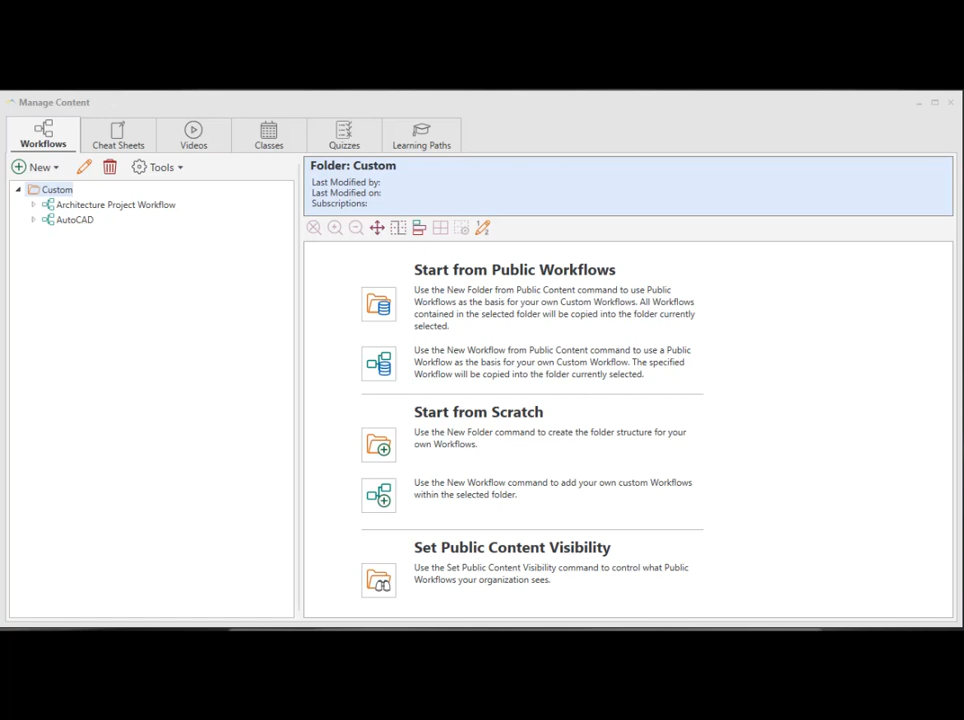 Manage Content
Workflows
Cheat Sheets
Videos
Classes
Quizzes
Learning Paths
New
Tools
Custom
Architecture Project Workflow
AutoCAD
Folder: Custom
Last Modified by:
Last Modified on:
Subscriptions:
Start from Public Workflows
Use the New Folder from Public Content command to use Public
Workflows as the basis for your own Custom Workflows. All Workflows
contained in the selected folder will be copied into the folder currently
selected.
Use the New Workflow from Public Content command to use a Public
Workflow as the basis for your own Custom Workflow. The specified
Workflow will be copied into the folder currently selected.
Start from Scratch
Use the New Folder command to create the folder structure for your
own Workflows.
Use the New Workflow command to add your own custom Workflows
within the selected folder.
Set Public Content Visibility
Use the Set Public Content Visibility command to control what Public
Workflows your organization sees.